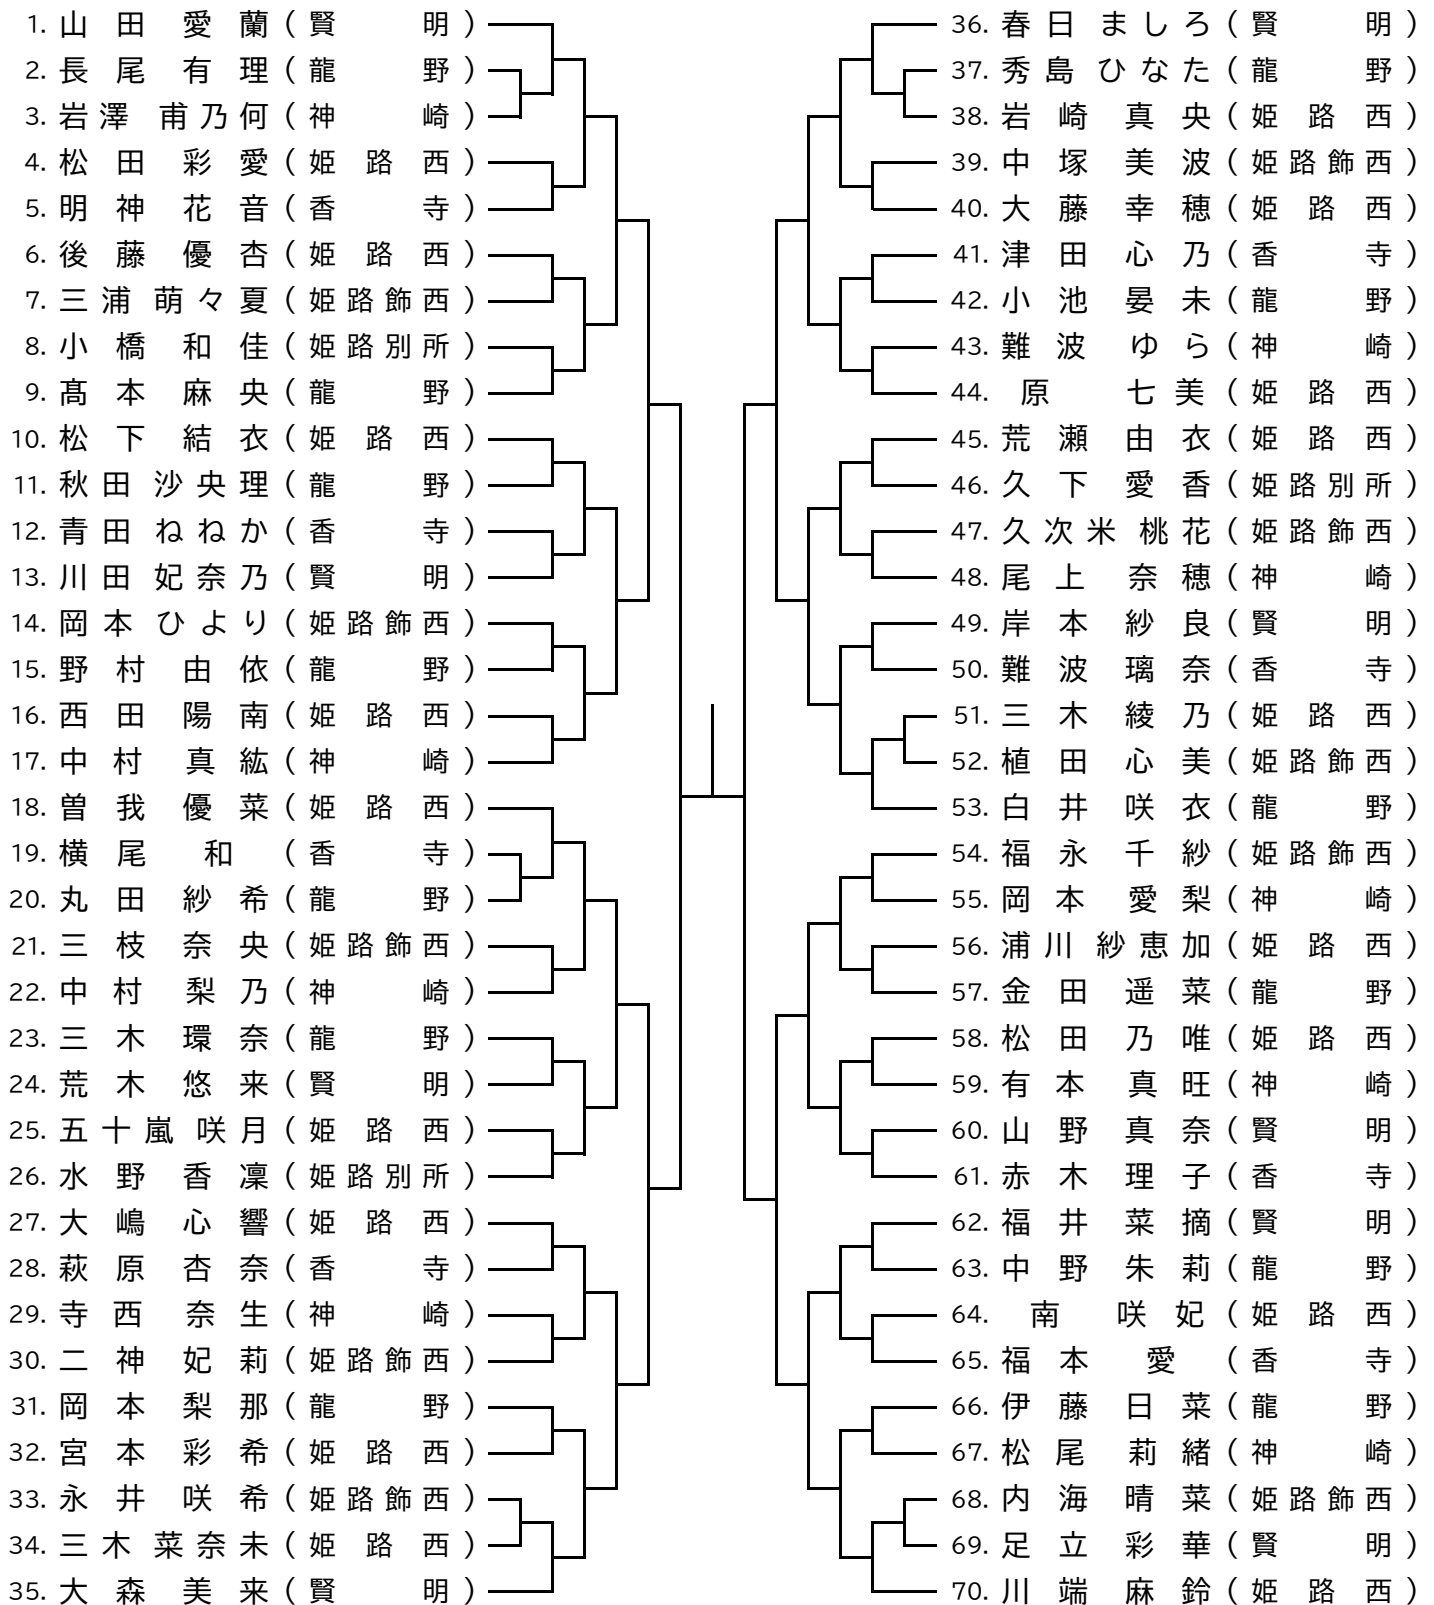 1. 山田 愛蘭 (賢明)
2. 長尾 有理 (龍野)
3. 岩澤 甫乃何 (神崎)
4. 松田 彩愛 (姫路西)
5. 明神 花音 (香寺)
6. 後藤 優杏 (姫路西)
7. 三浦 萌々夏 (姫路飾西)
8. 小橋 和佳 (姫路別所)
9. 髙本 麻央 (龍野)
10. 松下 結衣 (姫路西)
11. 秋田 沙央理 (龍野)
12. 青田 ねねか (香寺)
13. 川田 妃奈乃 (賢明)
14. 岡本 ひより (姫路飾西)
15. 野村 由依 (龍野)
16. 西田 陽南 (姫路西)
17. 中村 真紘 (神崎)
18. 曽我 優菜 (姫路西)
19. 横尾 和 (香寺)
20. 丸田 紗希 (龍野)
21. 三枝 奈央 (姫路飾西)
22. 中村 梨乃 (神崎)
23. 三木 環奈 (龍野)
24. 荒木 悠来 (賢明)
25. 五十嵐 咲月 (姫路西)
26. 水野 香凜 (姫路別所)
27. 大嶋 心響 (姫路西)
28. 萩原 杏奈 (香寺)
29. 寺西 奈生 (神崎)
30. 二神 妃莉 (姫路飾西)
31. 岡本 梨那 (龍野)
32. 宮本 彩希 (姫路西)
33. 永井 咲希 (姫路飾西)
34. 三木 菜奈未 (姫路西)
35. 大森 美来 (賢明)
36. 春日 ましろ (賢明)
37. 秀島 ひなた (龍野)
38. 岩崎 真央 (姫路西)
39. 中塚 美波 (姫路飾西)
40. 大藤 幸穂 (姫路西)
41. 津田 心乃 (香寺)
42. 小池 晏未 (龍野)
43. 難波 ゆら (神崎)
44. 原 七美 (姫路西)
45. 荒瀬 由衣 (姫路西)
46. 久下 愛香 (姫路別所)
47. 久次米 桃花 (姫路飾西)
48. 尾上 奈穂 (神崎)
49. 岸本 紗良 (賢明)
50. 難波 璃奈 (香寺)
51. 三木 綾乃 (姫路西)
52. 植田 心美 (姫路飾西)
53. 白井 咲衣 (龍野)
54. 福永 千紗 (姫路飾西)
55. 岡本 愛梨 (神崎)
56. 浦川 紗恵加 (姫路西)
57. 金田 遥菜 (龍野)
58. 松田 乃唯 (姫路西)
59. 有本 真旺 (神崎)
60. 山野 真奈 (賢明)
61. 赤木 理子 (香寺)
62. 福井 菜摘 (賢明)
63. 中野 朱莉 (龍野)
64. 南 咲妃 (姫路西)
65. 福本 愛 (香寺)
66. 伊藤 日菜 (龍野)
67. 松尾 莉緒 (神崎)
68. 内海 晴菜 (姫路飾西)
69. 足立 彩華 (賢明)
70. 川端 麻鈴 (姫路西)